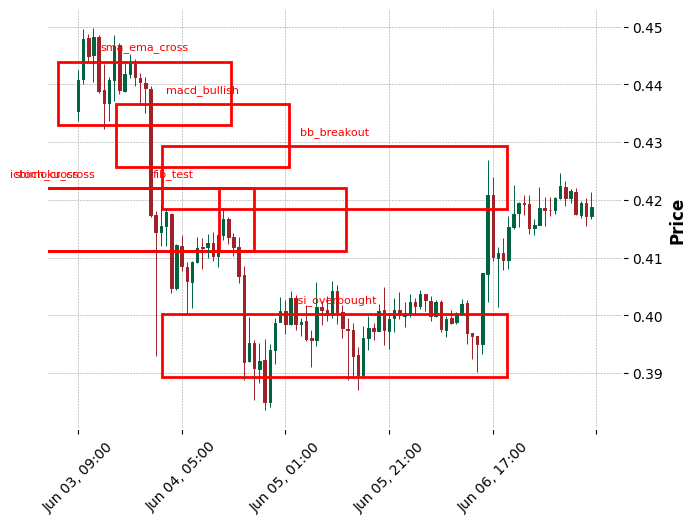 0.45
sma_ema_cross
0.44
macd_bullish
0.43
bb_breakout
fib_test
0.42
0.41
Price
rsi_overbought
0.40
0.39
Jun 03, 09:00
Jun 04, 05:00
Jun 05, 01:00
Jun 05, 21:00
Jun 06, 17:00